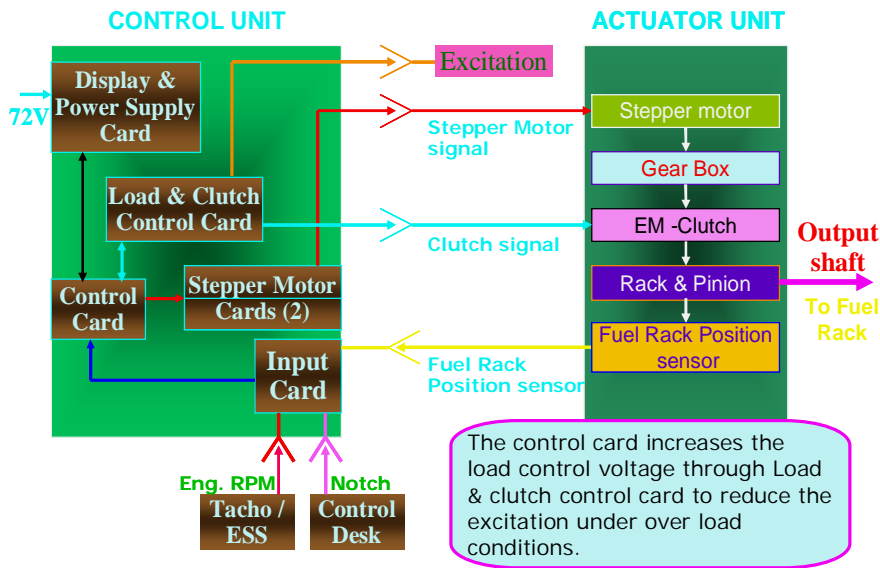 CONTROL UNIT
ACTUATOR UNIT
72V
Display &
Power Supply
Card
Excitation
Stepper Motor
signal
Load & Clutch
Control Card
Clutch signal
Control
Card
Stepper Motor
Cards (2)
Input
Card
Fuel Rack
Position sensor
Eng. RPM
Notch
Tacho /
ESS
Control
Desk
Stepper motor
Gear Box
EM -Clutch
Rack & Pinion
Fuel Rack Position
sensor
Output
shaft
To Fuel
Rack
The control card increases the
load control voltage through Load
& clutch control card to reduce the
excitation under over load
conditions.